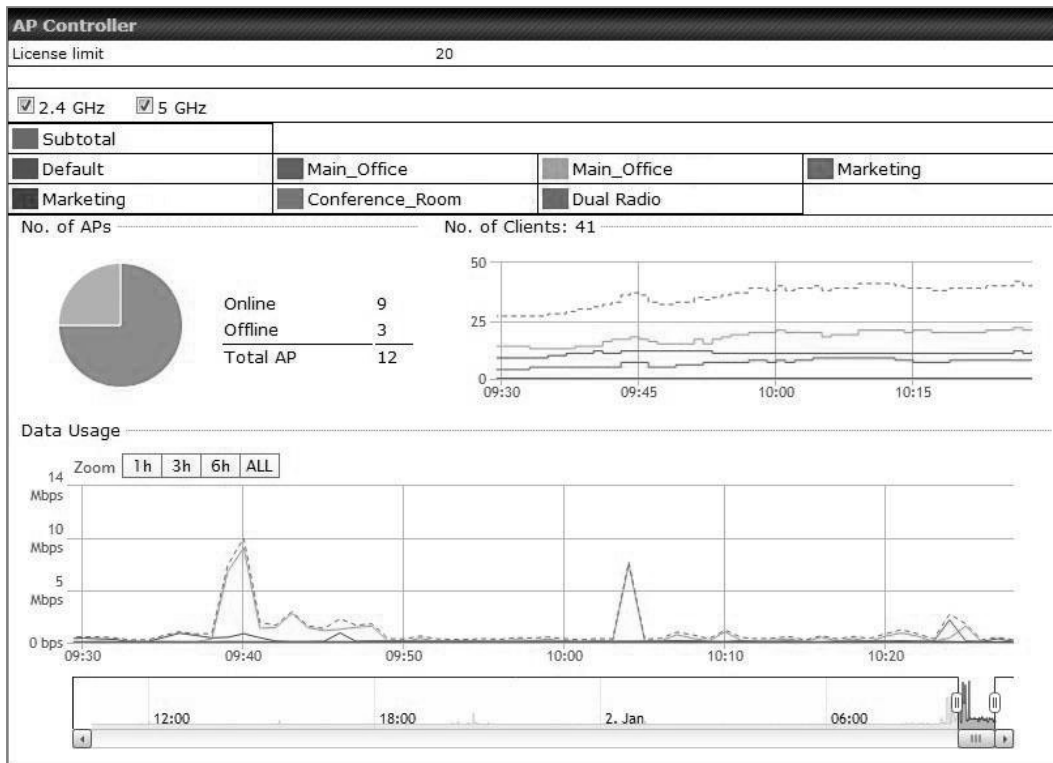 AP Controller
License limit 20
2.4 GHz 5 GHz
Subtotal
Default Main_Office Main_Office Marketing
Marketing Conference_Room Dual Radio
No. of APs No. of Clients: 41
Online 9
Offline 3
Total AP 12
50
25
0
09:30 09:45 10:00 10:15
Data Usage
Zoom 1h 3h 6h ALL
14
Mbps
10
Mbps
5
Mbps
0 bps
09:30 09:40 09:50 10:00 10:10 10:20
12:00 18:00 2. Jan 06:00